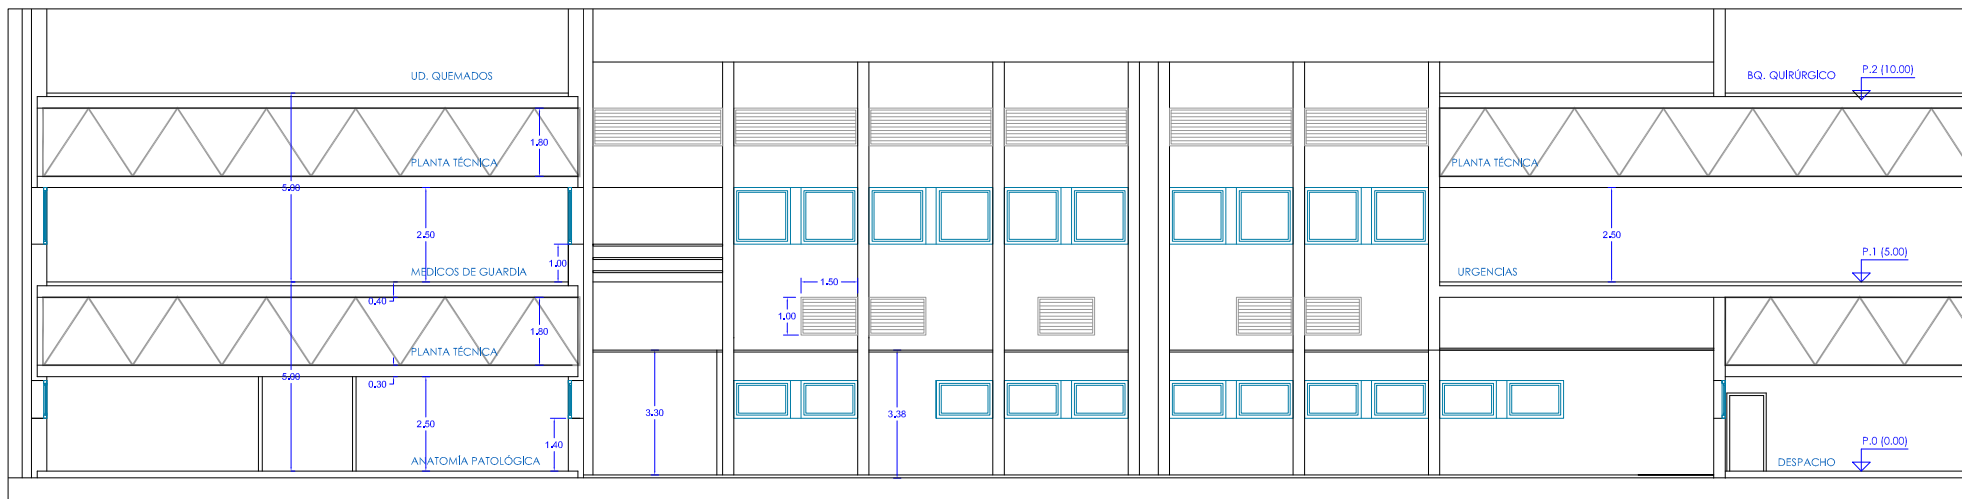 UD. QUEMADOS
BQ. QUIRÚRGICO
P.2 (10.00)
1.80
PLANTA TÉCNICA
PLANTA TÉCNICA
5.00
2.50
2.50
1.00
MEDICOS DE GUARDIA
URGENCIAS
P.1 (5.00)
0.40
1.50
1.00
1.80
PLANTA TÉCNICA
5.00
0.30
3.30
3.38
2.50
1.40
ANATOMÍA PATOLÓGICA
DESPACHO
P.0 (0.00)